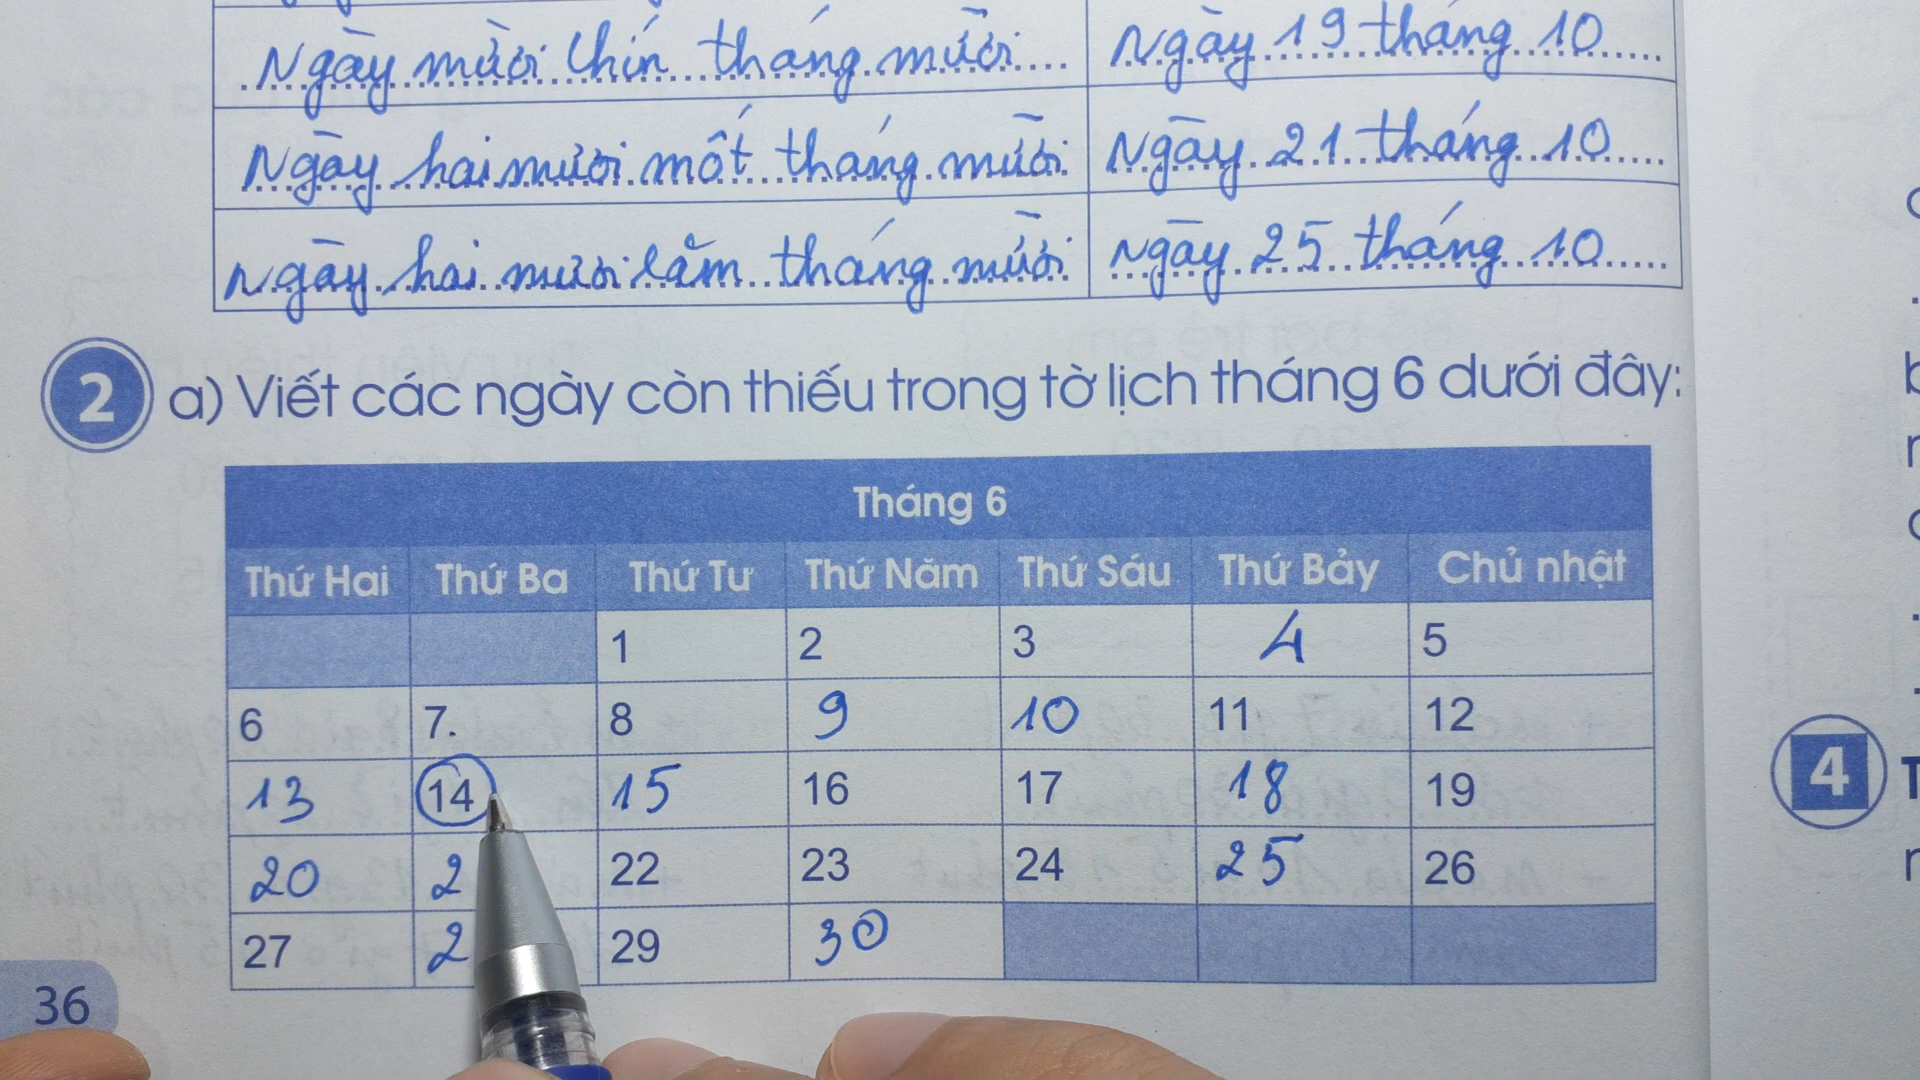 Ngày mười chín tháng mười Ngày 19 tháng 10
Ngày hai mươi mốt tháng mười Ngày 21 tháng 10
Ngày hai mươi lăm tháng mười Ngày 25 tháng 10
2 a) Viết các ngày còn thiếu trong tờ lịch tháng 6 dưới đây:
Tháng 6
Thứ Hai Thứ Ba Thứ Tư Thứ Năm Thứ Sáu Thứ Bảy Chủ nhật
1 2 3 4 5
6 7. 8 9 10 11 12
13 14 15 16 17 18 19
20 2 22 23 24 25 26
27 2 29 30
36
4